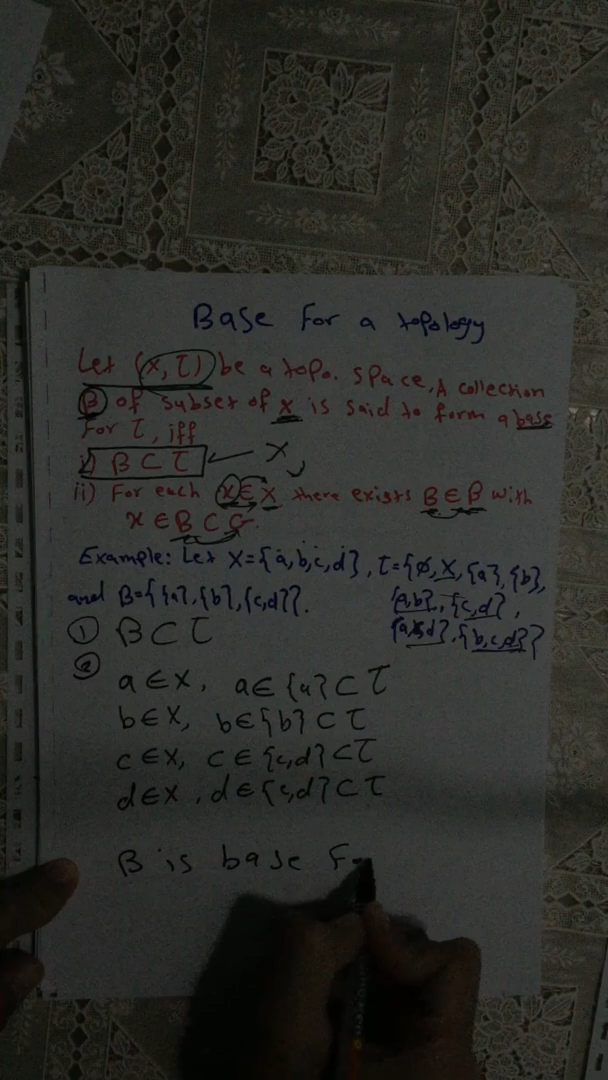 Base For a topology
Let (X, τ) be a topo. space, A collection
β of subset of X is said to form a base
For τ, iff
i) β ⊂ τ ← X
ii) For each x ∈ X there exists B ∈ β with
x ∈ B ⊂ G.
Example: Let X={a,b,c,d}, τ={φ, X, {a}, {b},
{a,b}, {c,d},
and β={{a},{b},{c,d}}.
{a,c,d}, {b,c,d}}
① β ⊂ τ
②
a ∈ X, a ∈ {a} ⊂ τ
b ∈ X, b ∈ {b} ⊂ τ
c ∈ X, c ∈ {c,d} ⊂ τ
d ∈ X, d ∈ {c,d} ⊂ τ
β is base Fo